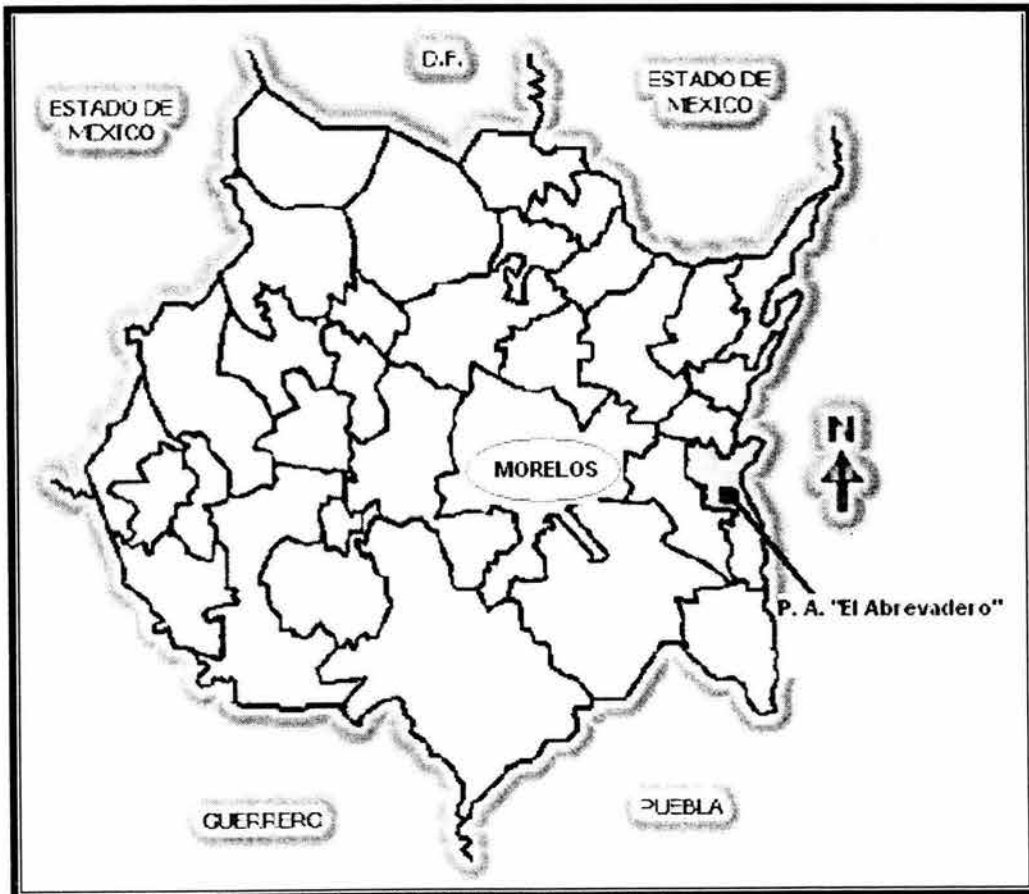 D.F.
ESTADO DE
MEXICO
ESTADO DE
MEXICO
MORELOS
N
P. A. "El Abrevadero"
GUERRERO
PUEBLA